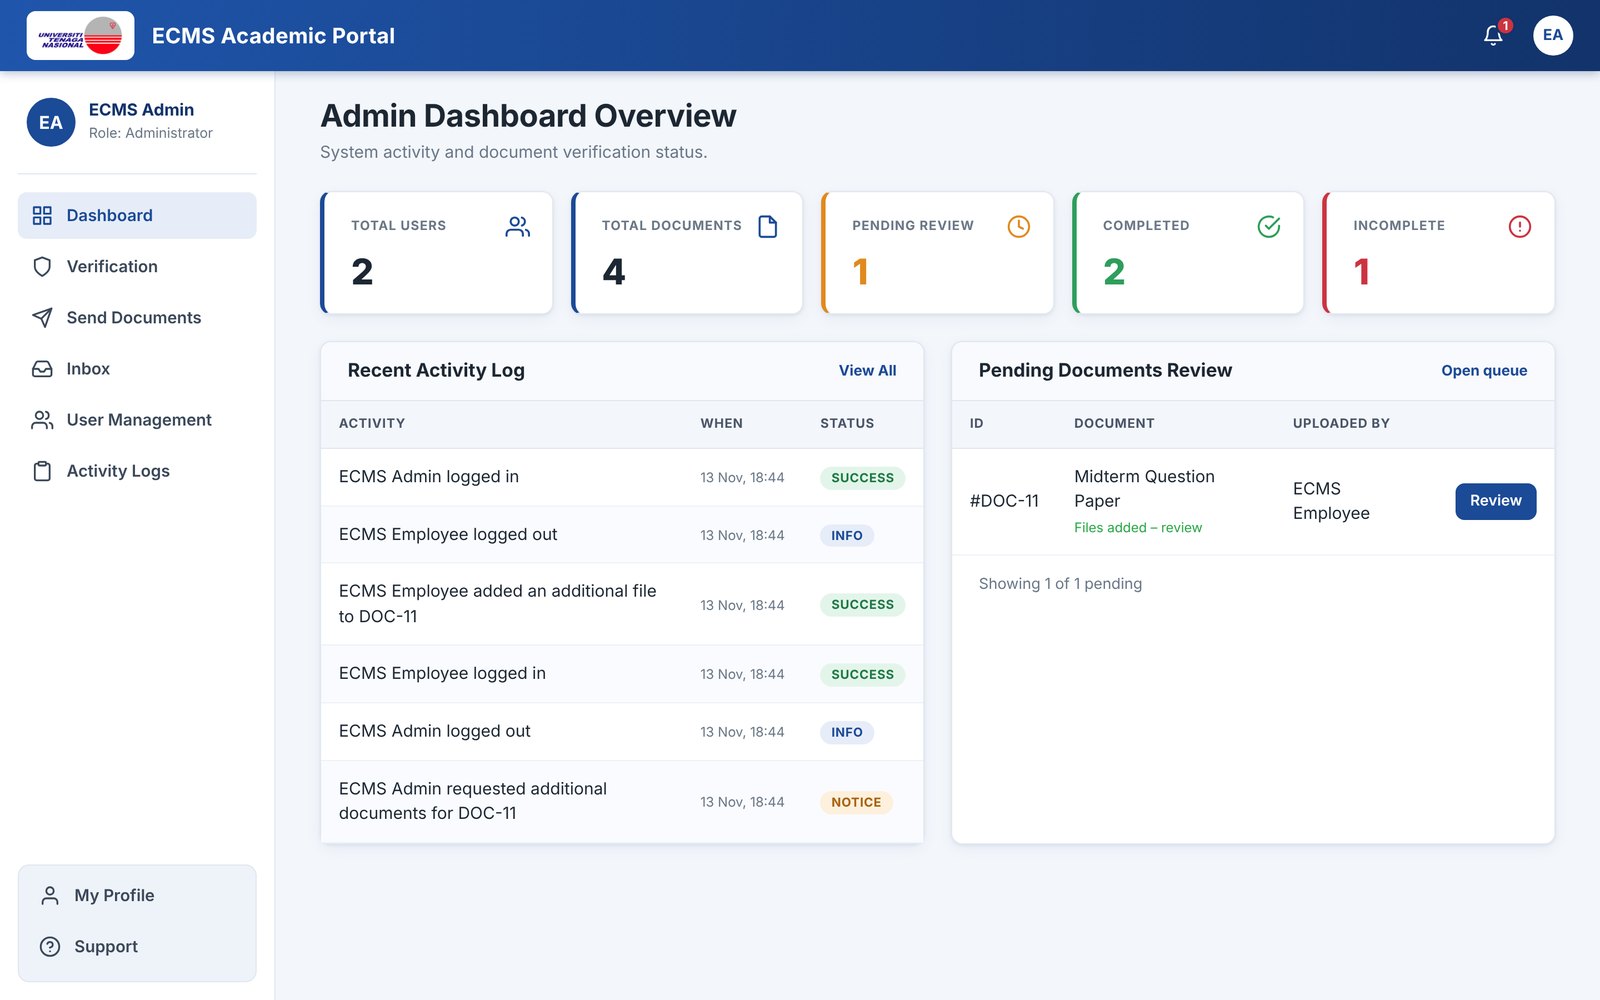 UNIVERSITI
TENAGA
NASIONAL
ECMS Academic Portal
1
EA
EA
ECMS Admin
Role: Administrator
Dashboard
Verification
Send Documents
Inbox
User Management
Activity Logs
My Profile
Support
Admin Dashboard Overview
System activity and document verification status.
TOTAL USERS
2
TOTAL DOCUMENTS
4
PENDING REVIEW
1
COMPLETED
2
INCOMPLETE
1
Recent Activity Log
View All
ACTIVITY WHEN STATUS
ECMS Admin logged in 13 Nov, 18:44 SUCCESS
ECMS Employee logged out 13 Nov, 18:44 INFO
ECMS Employee added an additional file
to DOC-11 13 Nov, 18:44 SUCCESS
ECMS Employee logged in 13 Nov, 18:44 SUCCESS
ECMS Admin logged out 13 Nov, 18:44 INFO
ECMS Admin requested additional
documents for DOC-11 13 Nov, 18:44 NOTICE
Pending Documents Review
Open queue
ID DOCUMENT UPLOADED BY
#DOC-11
Midterm Question
Paper
Files added – review
ECMS
Employee
Review
Showing 1 of 1 pending